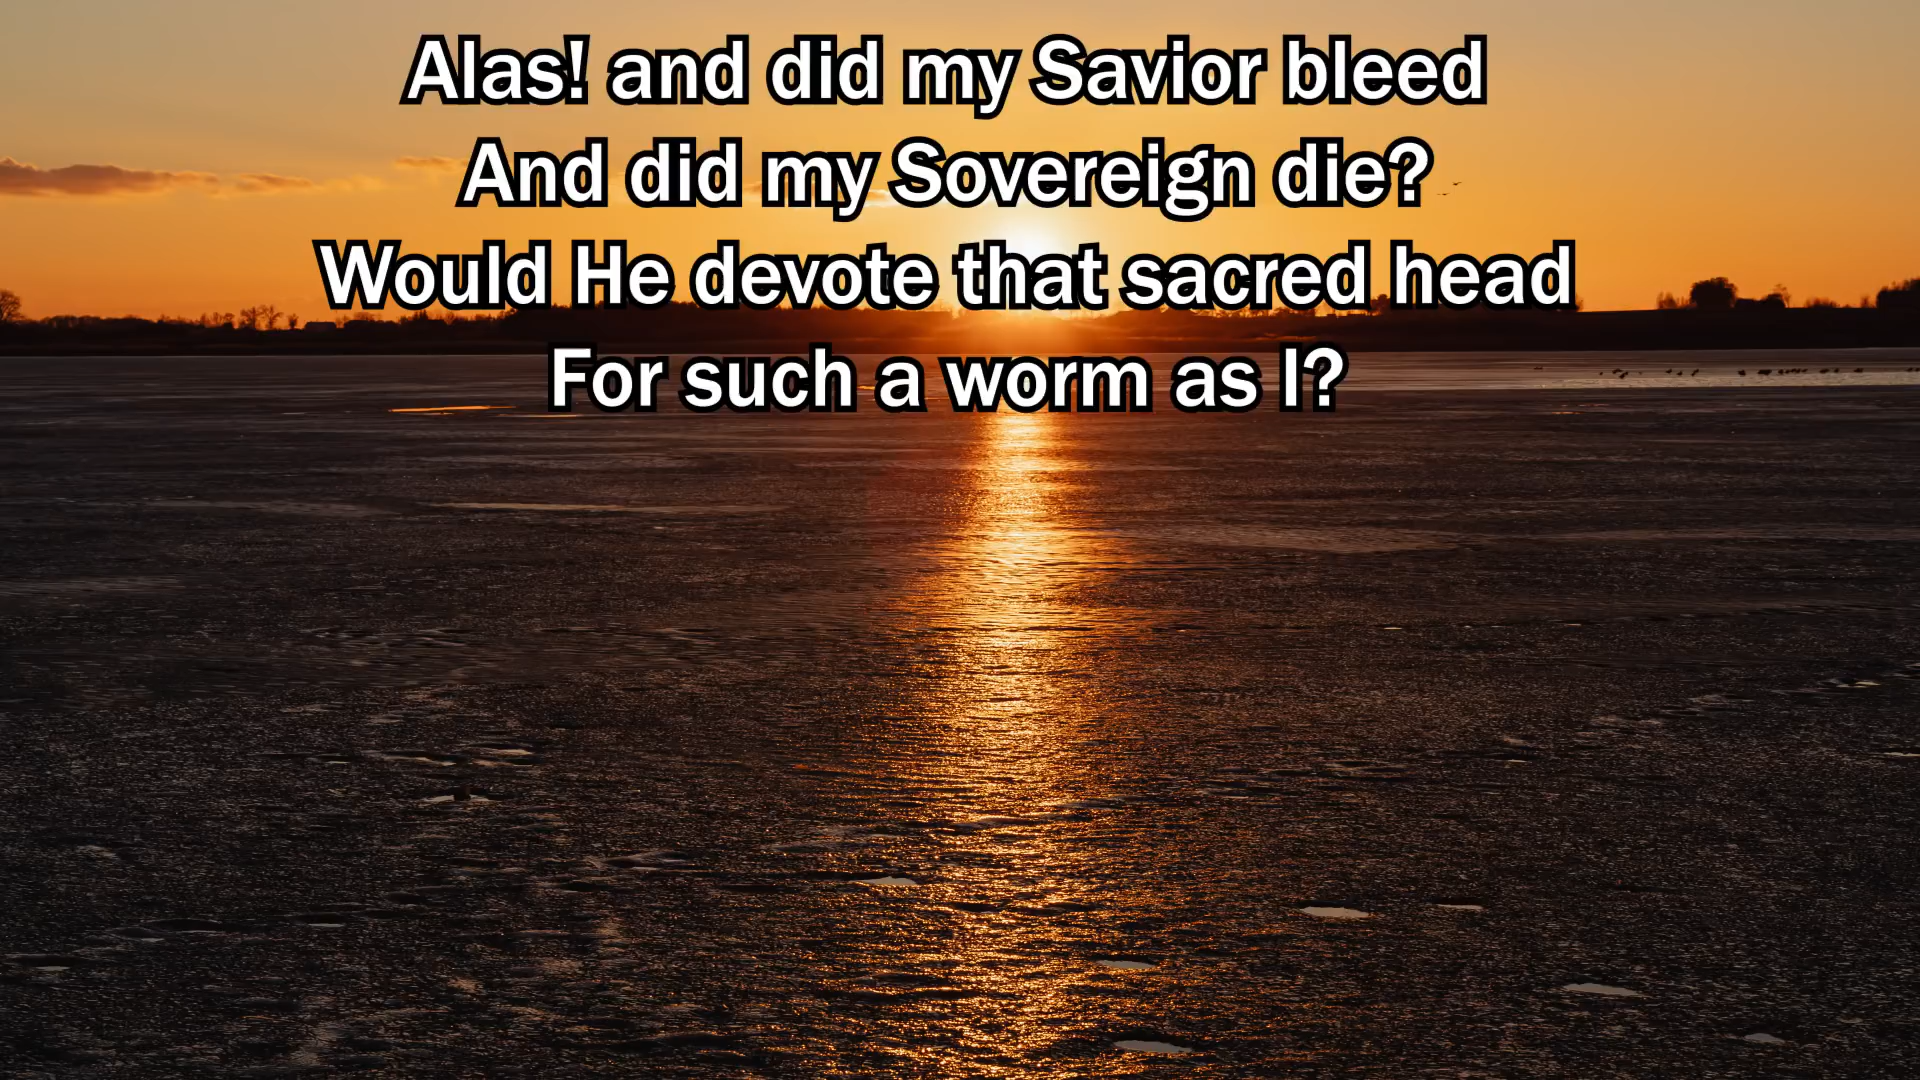 Alas! and did my Savior bleed
And did my Sovereign die?
Would He devote that sacred head
For such a worm as I?